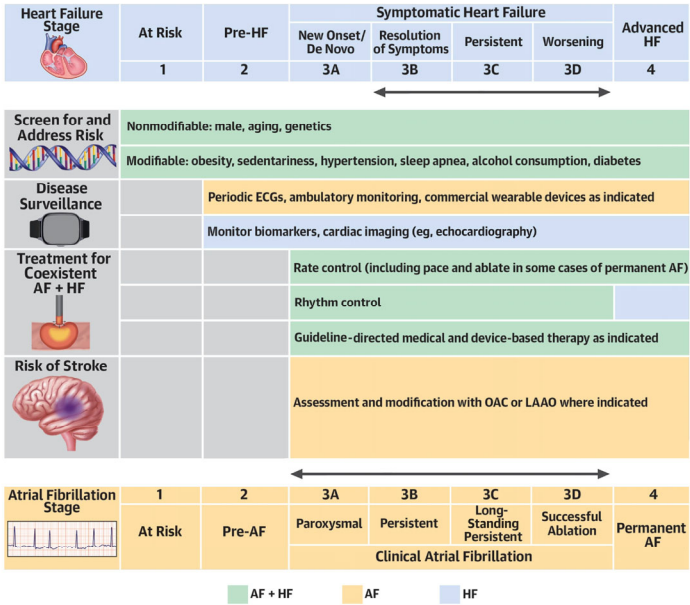 Heart Failure
Stage
At Risk
Pre-HF
Symptomatic Heart Failure
New Onset/
De Novo
Resolution
of Symptoms
Persistent
Worsening
Advanced
HF
1
2
3A
3B
3C
3D
4
Screen for and
Address Risk
Nonmodifiable: male, aging, genetics
Modifiable: obesity, sedentariness, hypertension, sleep apnea, alcohol consumption, diabetes
Disease
Surveillance
Periodic ECGs, ambulatory monitoring, commercial wearable devices as indicated
Monitor biomarkers, cardiac imaging (eg, echocardiography)
Treatment for
Coexistent
AF + HF
Rate control (including pace and ablate in some cases of permanent AF)
Rhythm control
Guideline-directed medical and device-based therapy as indicated
Risk of Stroke
Assessment and modification with OAC or LAAO where indicated
Atrial Fibrillation
Stage
1
2
3A
3B
3C
3D
4
At Risk
Pre-AF
Paroxysmal
Persistent
Long-
Standing
Persistent
Successful
Ablation
Permanent
AF
Clinical Atrial Fibrillation
AF + HF
AF
HF